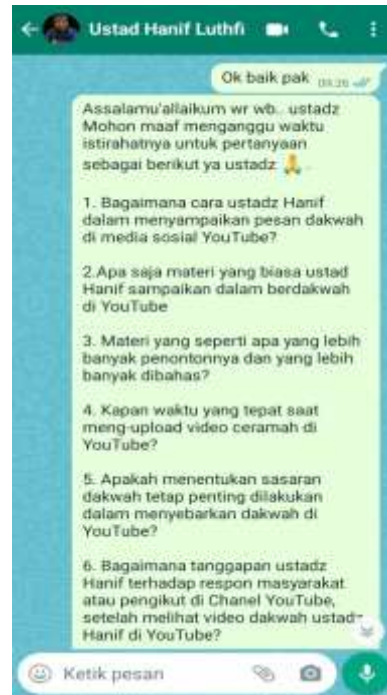 Ustad Hanif Luthfi
Ok baik pak 09.26
Assalamu'allaikum wr wb.. ustadz
Mohon maaf menganggu waktu
istirahatnya untuk pertanyaan
sebagai berikut ya ustadz 🙏
1. Bagaimana cara ustadz Hanif
dalam menyampaikan pesan dakwah
di media sosial YouTube?
2.Apa saja materi yang biasa ustad
Hanif sampaikan dalam berdakwah
di YouTube
3. Materi yang seperti apa yang lebih
banyak penontonnya dan yang lebih
banyak dibahas?
4. Kapan waktu yang tepat saat
meng-upload video ceramah di
YouTube?
5. Apakah menentukan sasaran
dakwah tetap penting dilakukan
dalam menyebarkan dakwah di
YouTube?
6. Bagaimana tanggapan ustadz
Hanif terhadap respon masyarakat
atau pengikut di Chanel YouTube,
setelah melihat video dakwah ustadz
Hanif di YouTube?
Ketik pesan